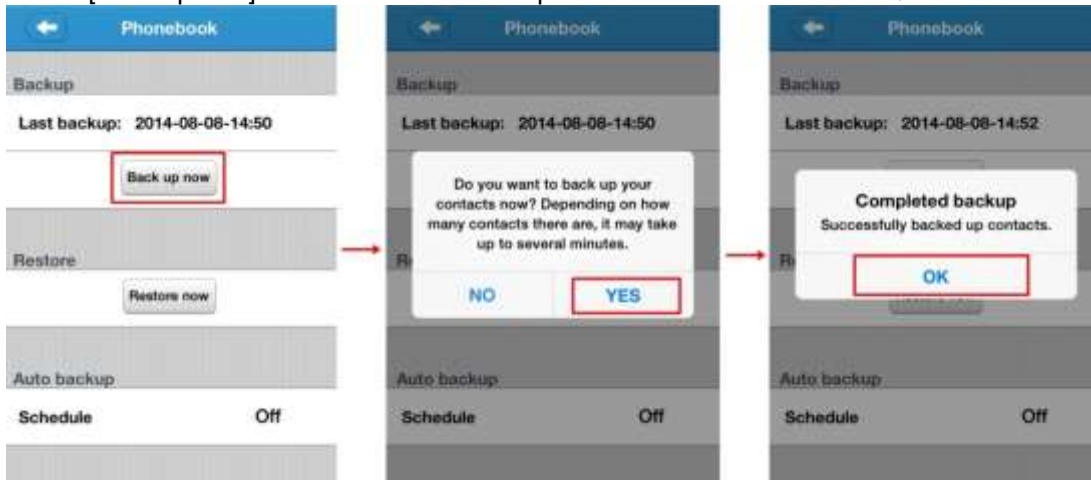 Phonebook
Backup
Last backup: 2014-08-08-14:50
Back up now
Restore
Restore now
Auto backup
Schedule Off
Phonebook
Backup
Last backup: 2014-08-08-14:50
Do you want to back up your
contacts now? Depending on how
many contacts there are, it may take
up to several minutes.
NO YES
Auto backup
Schedule Off
Phonebook
Backup
Last backup: 2014-08-08-14:52
Completed backup
Successfully backed up contacts.
OK
Auto backup
Schedule Off